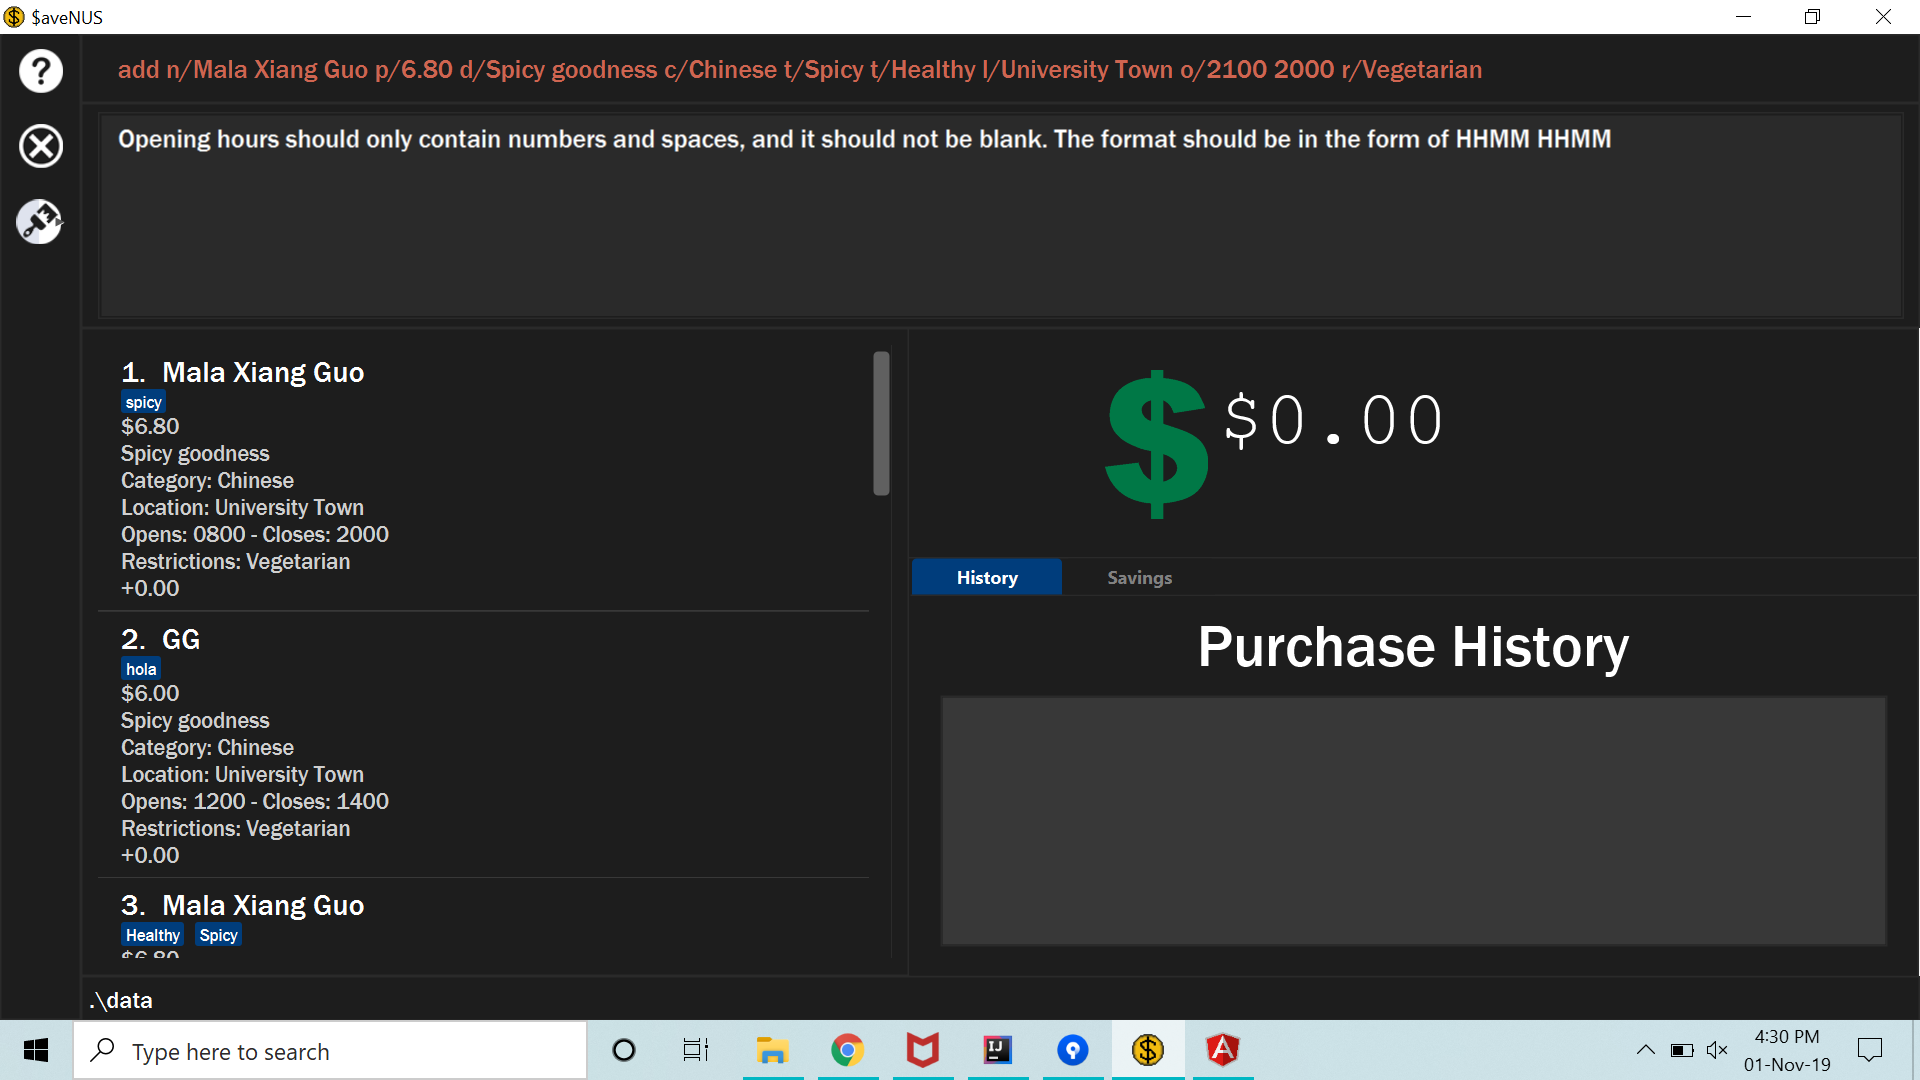 $aveNUS
add n/Mala Xiang Guo p/6.80 d/Spicy goodness c/Chinese t/Spicy t/Healthy l/University Town o/2100 2000 r/Vegetarian
Opening hours should only contain numbers and spaces, and it should not be blank. The format should be in the form of HHMM HHMM
1. Mala Xiang Guo
spicy
$6.80
Spicy goodness
Category: Chinese
Location: University Town
Opens: 0800 - Closes: 2000
Restrictions: Vegetarian
+0.00
2. GG
hola
$6.00
Spicy goodness
Category: Chinese
Location: University Town
Opens: 1200 - Closes: 1400
Restrictions: Vegetarian
+0.00
3. Mala Xiang Guo
Healthy Spicy
$6.80
$ $0.00
History Savings
Purchase History
.\data
Type here to search
4:30 PM
01-Nov-19